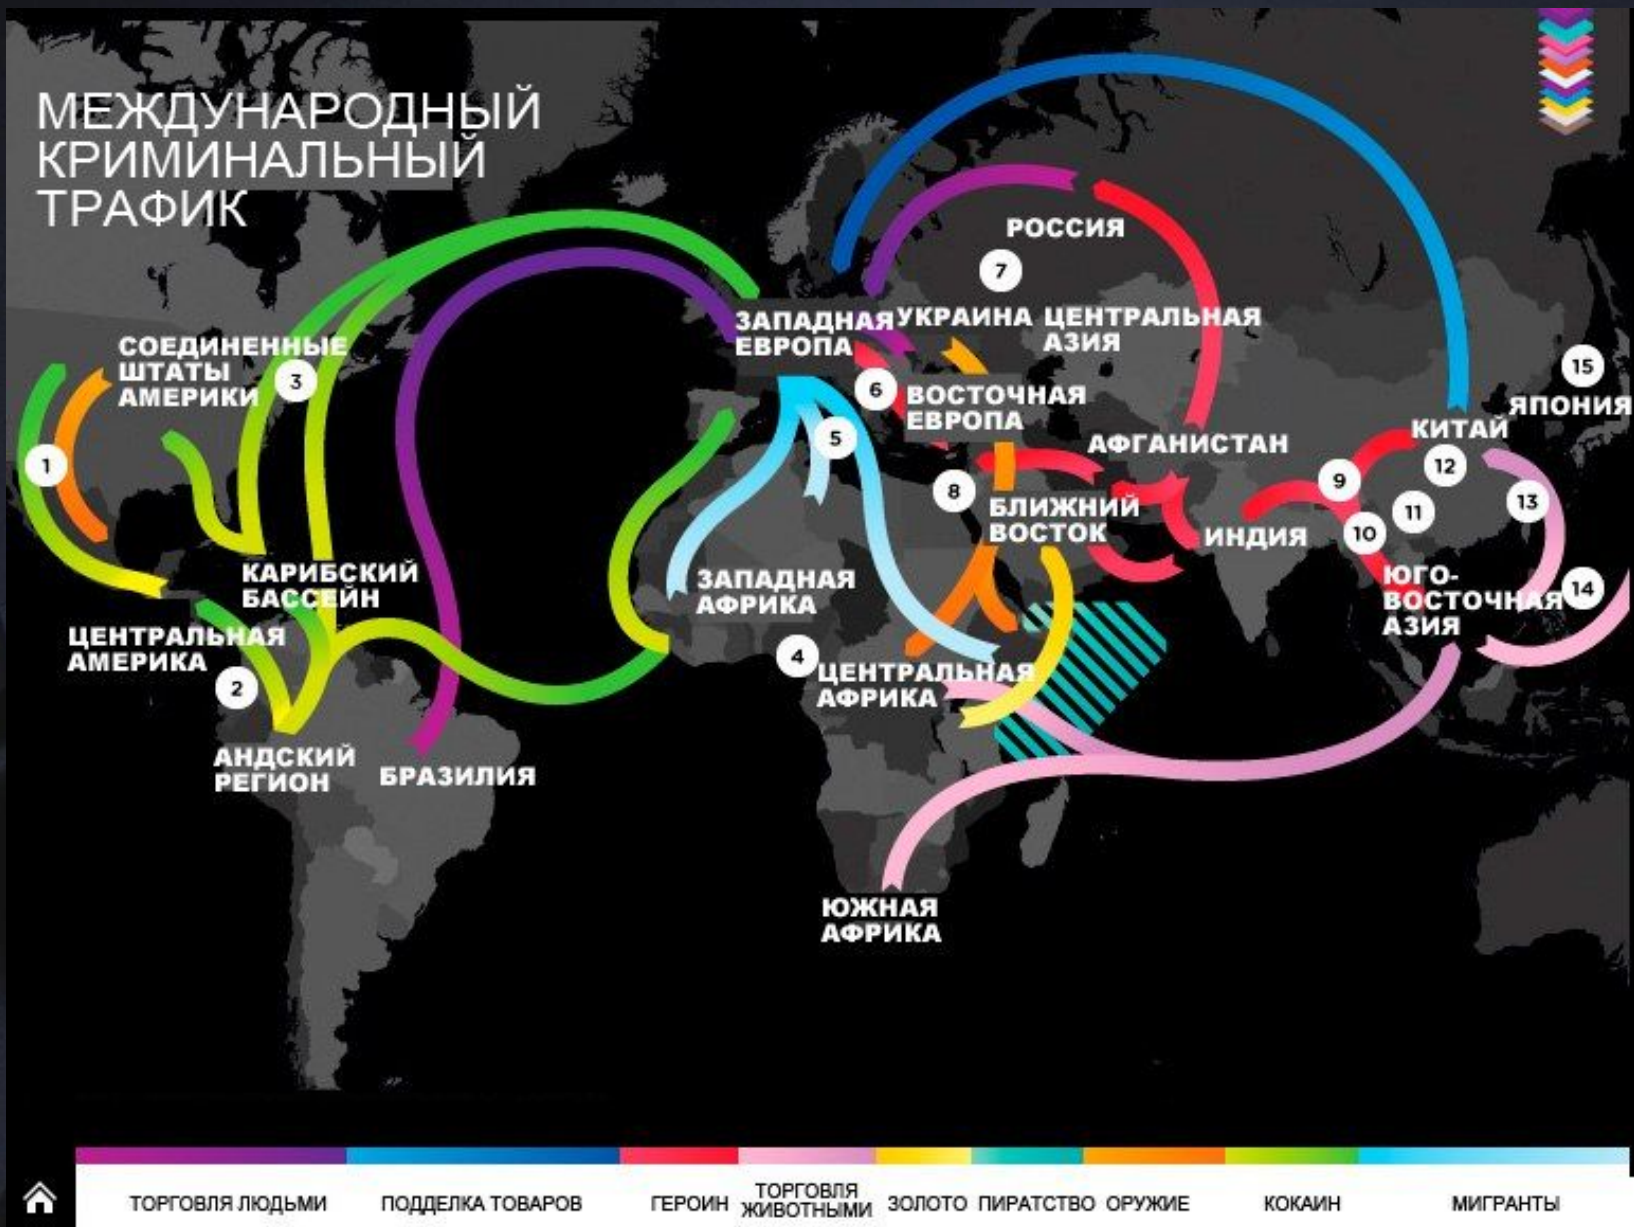 МЕЖДУНАРОДНЫЙ
КРИМИНАЛЬНЫЙ
ТРАФИК
РОССИЯ
7
ЗАПАДНАЯ
ЕВРОПА
УКРАИНА
ЦЕНТРАЛЬНАЯ
АЗИЯ
СОЕДИНЕННЫЕ
ШТАТЫ
АМЕРИКИ
3
6
ВОСТОЧНАЯ
ЕВРОПА
15
ЯПОНИЯ
1
5
АФГАНИСТАН
КИТАЙ
12
8
БЛИЖНИЙ
ВОСТОК
9
11
13
10
ИНДИЯ
КАРИБСКИЙ
БАССЕЙН
ЗАПАДНАЯ
АФРИКА
ЮГО-
ВОСТОЧНАЯ
АЗИЯ
14
ЦЕНТРАЛЬНАЯ
АМЕРИКА
2
4
ЦЕНТРАЛЬНАЯ
АФРИКА
АНДСКИЙ
РЕГИОН
БРАЗИЛИЯ
ЮЖНАЯ
АФРИКА
ТОРГОВЛЯ ЛЮДЬМИ
ПОДДЕЛКА ТОВАРОВ
ГЕРОИН
ТОРГОВЛЯ
ЖИВОТНЫМИ
ЗОЛОТО
ПИРАТСТВО
ОРУЖИЕ
КОКАИН
МИГРАНТЫ